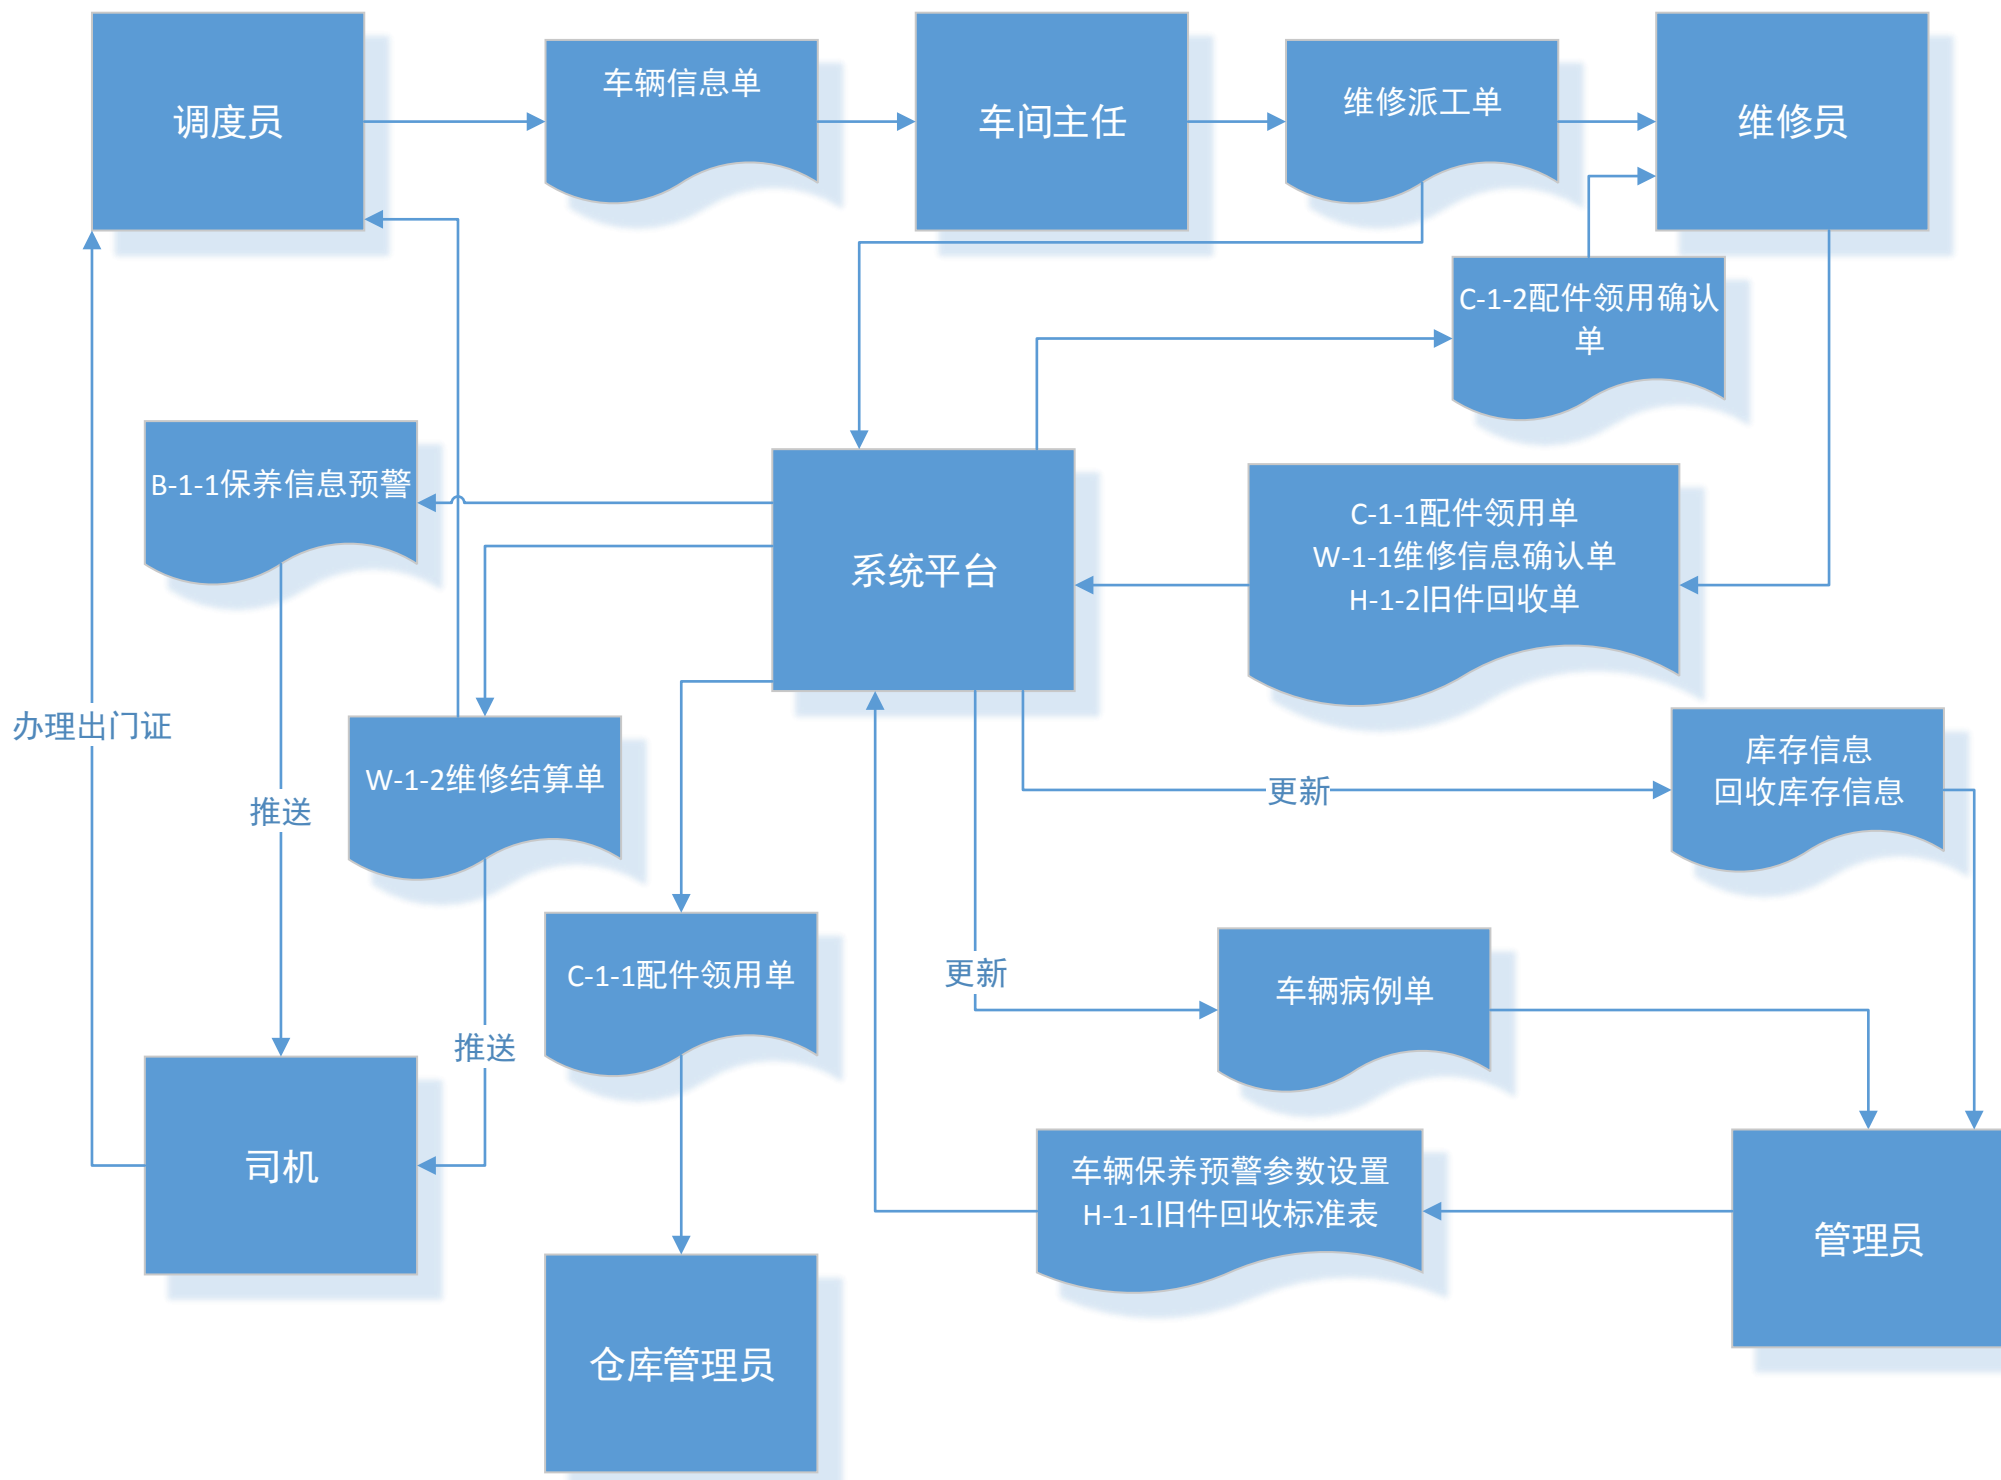 调度员
车辆信息单
车间主任
维修派工单
维修员
C-1-2配件领用确认
单
B-1-1保养信息预警
系统平台
C-1-1配件领用单
W-1-1维修信息确认单
H-1-2旧件回收单
办理出门证
推送
W-1-2维修结算单
更新
库存信息
回收库存信息
C-1-1配件领用单
更新
车辆病例单
推送
司机
车辆保养预警参数设置
H-1-1旧件回收标准表
管理员
仓库管理员